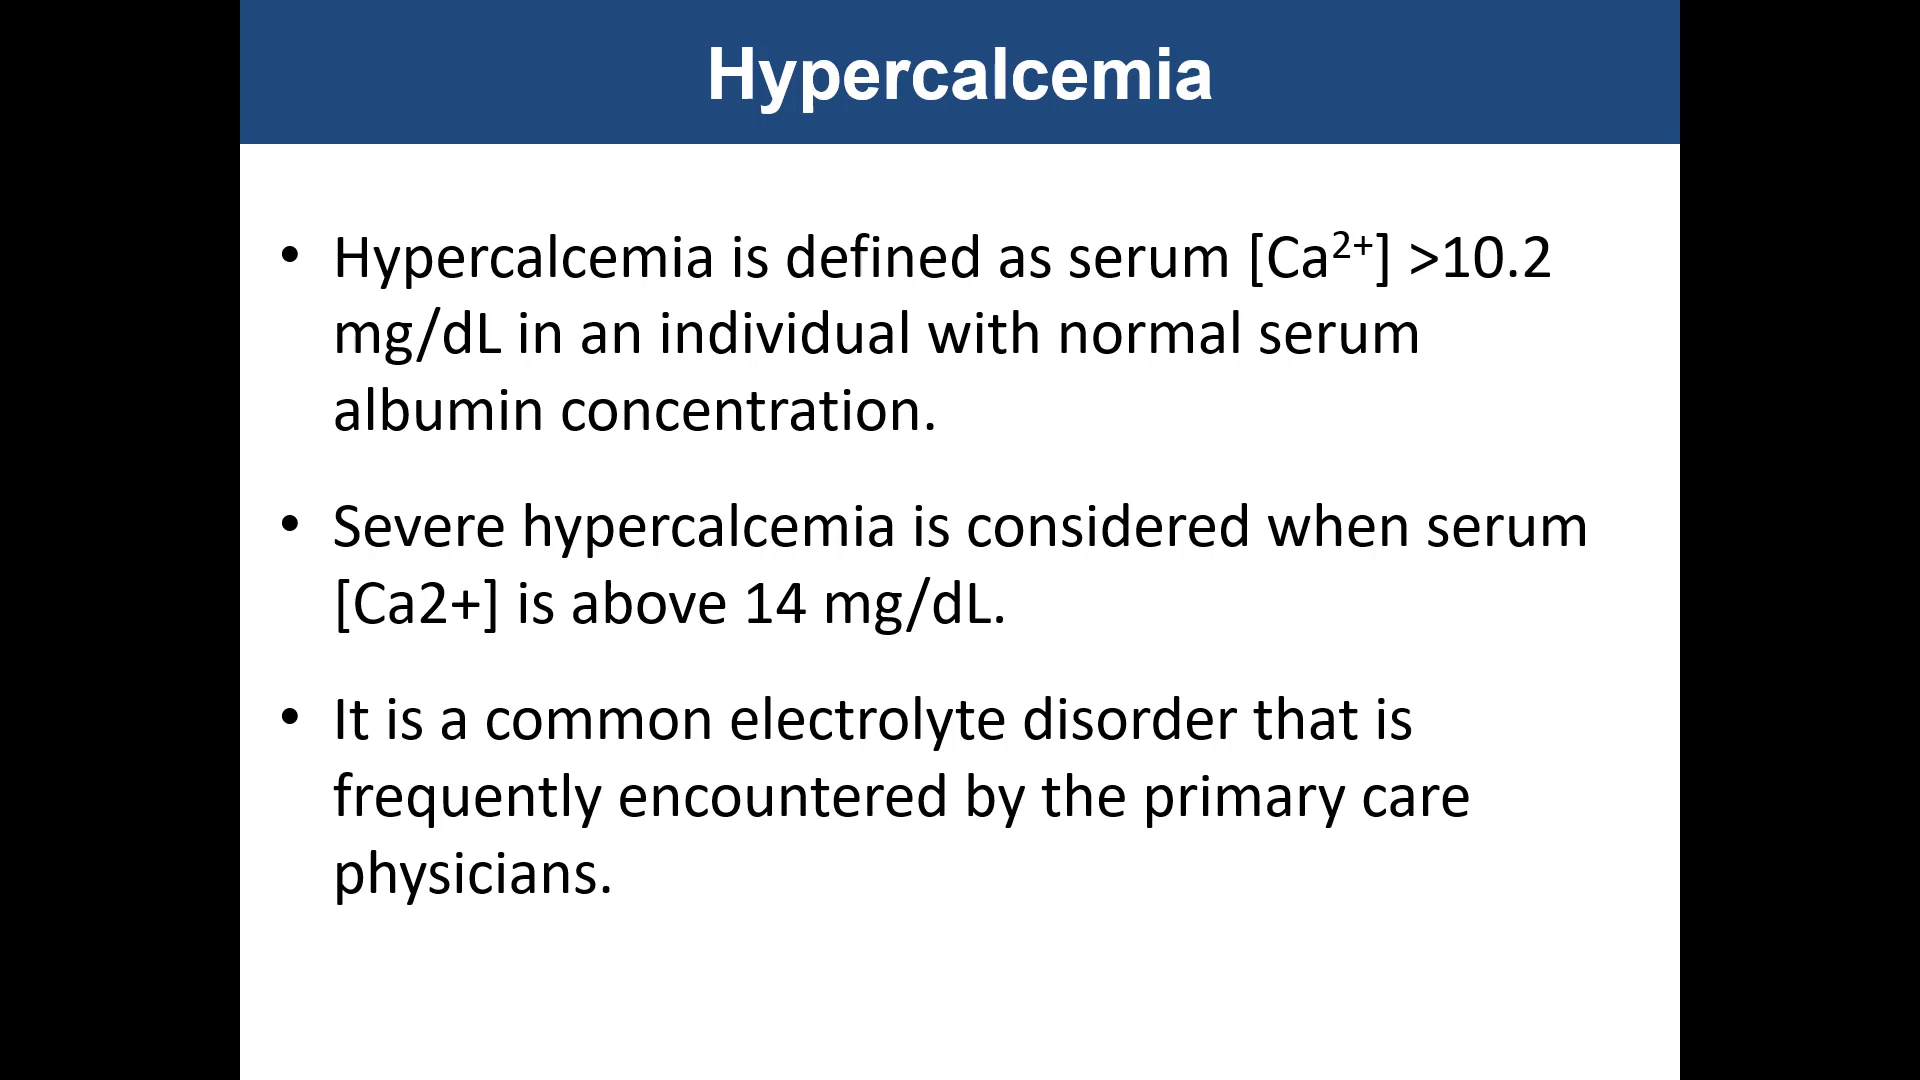 Hypercalcemia
• Hypercalcemia is defined as serum [Ca²⁺] >10.2
mg/dL in an individual with normal serum
albumin concentration.
• Severe hypercalcemia is considered when serum
[Ca2+] is above 14 mg/dL.
• It is a common electrolyte disorder that is
frequently encountered by the primary care
physicians.